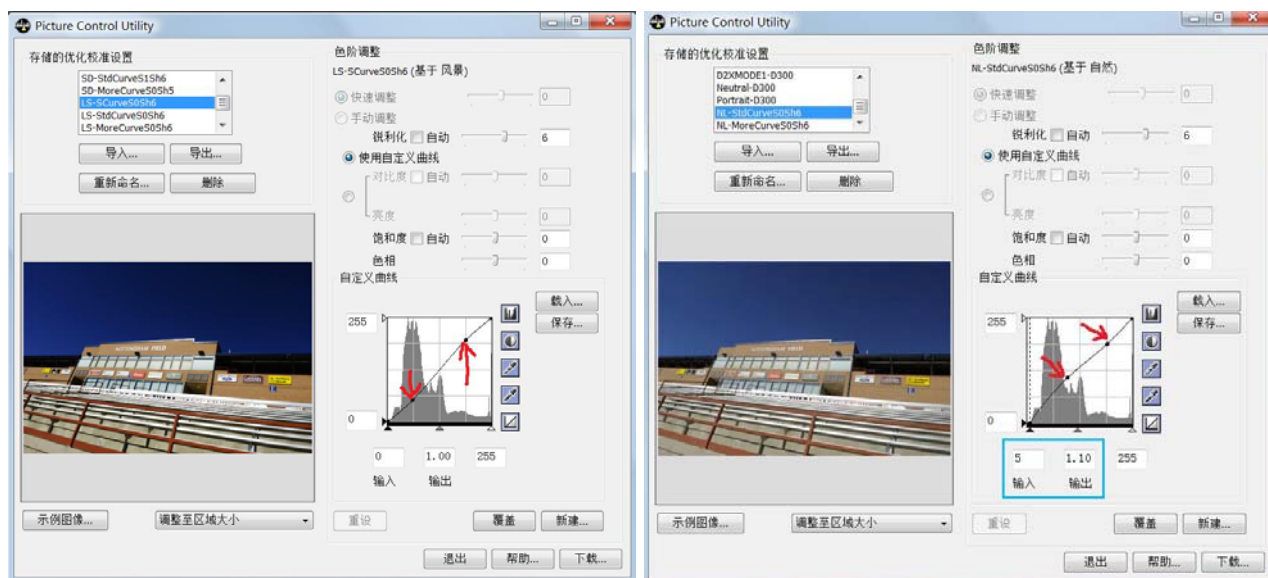 Picture Control Utility
存储的优化校准设置
SD-StdCurveS1Sh6
SD-MoreCurveS0Sh5
LS-SCurveS0Sh6
LS-StdCurveS0Sh6
LS-MoreCurveS0Sh6
导入...
导出...
重新命名...
删除
示例图像...
调整至区域大小
色阶调整
LS-SCurveS0Sh6 (基于 风景)
快速调整
0
手动调整
锐利化 自动 6
使用自定义曲线
对比度 自动 0
亮度 0
饱和度 自动 0
色相 0
自定义曲线
载入...
保存...
255
0
0 1.00 255
输入 输出
重设
覆盖
新建...
退出
帮助...
下载...
Picture Control Utility
存储的优化校准设置
D2XMODE1-D300
Neutral-D300
Portrait-D300
NL-StdCurveS0Sh6
NL-MoreCurveS0Sh6
导入...
导出...
重新命名...
删除
示例图像...
调整至区域大小
色阶调整
NL-StdCurveS0Sh6 (基于 自然)
快速调整
0
手动调整
锐利化 自动 6
使用自定义曲线
对比度 自动 0
亮度 0
饱和度 自动 0
色相 0
自定义曲线
载入...
保存...
255
0
5 1.10 255
输入 输出
重设
覆盖
新建...
退出
帮助...
下载...